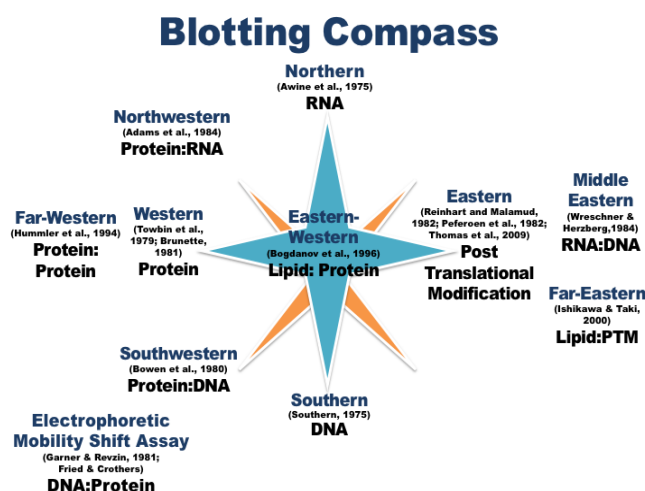 Blotting Compass
Northern
(Awine et al., 1975)
RNA
Northwestern
(Adams et al., 1984)
Protein:RNA
Far-Western
(Hummler et al., 1994)
Protein:
Protein
Western
(Towbin et al.,
1979; Brunette,
1981)
Protein
Eastern-
Western
(Bogdanov et al., 1996)
Lipid: Protein
Eastern
(Reinhart and Malamud,
1982; Peferoen et al., 1982;
Thomas et al., 2009)
Post
Translational
Modification
Middle
Eastern
(Wreschner &
Herzberg,1984)
RNA:DNA
Far-Eastern
(Ishikawa & Taki,
2000)
Lipid:PTM
Southwestern
(Bowen et al., 1980)
Protein:DNA
Southern
(Southern, 1975)
DNA
Electrophoretic
Mobility Shift Assay
(Garner & Revzin, 1981;
Fried & Crothers)
DNA:Protein